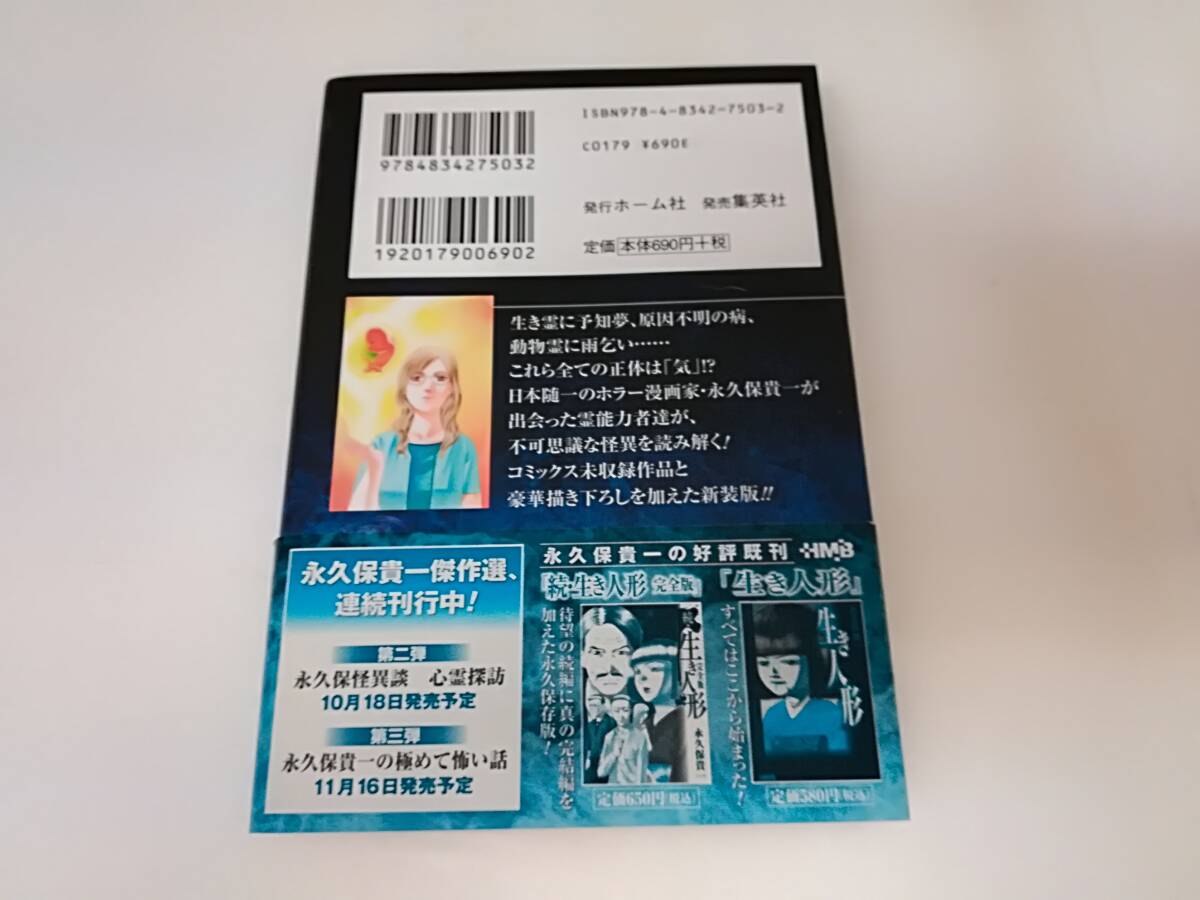 ISBN978-4-8342-7503-2
C0179 ¥690E
9784834275032
1920179006902
発行ホーム社 発売集英社
定価 本体690円+税
生き霊に予知夢、原因不明の病、
動物霊に雨乞い……
これら全ての正体は「気」!?
日本随一のホラー漫画家・永久保貴一が
出会った霊能力者達が、
不可思議な怪異を読み解く!
コミックス未収録作品と
豪華描き下ろしを加えた新装版!!
永久保貴一傑作選、
連続刊行中!
第二弾
永久保怪異談 心霊探訪
10月18日発売予定
第三弾
永久保貴一の極めて怖い話
11月16日発売予定
永久保貴一の好評既刊 HMB
『続・生き人形 完全版』
待望の続編に真の完結編を
加えた永久保存版!
続・生き人形
完全版
永久保貴一
定価650円(税込)
『生き人形』
すべてはここから始まった!
生き人形
定価580円(税込)